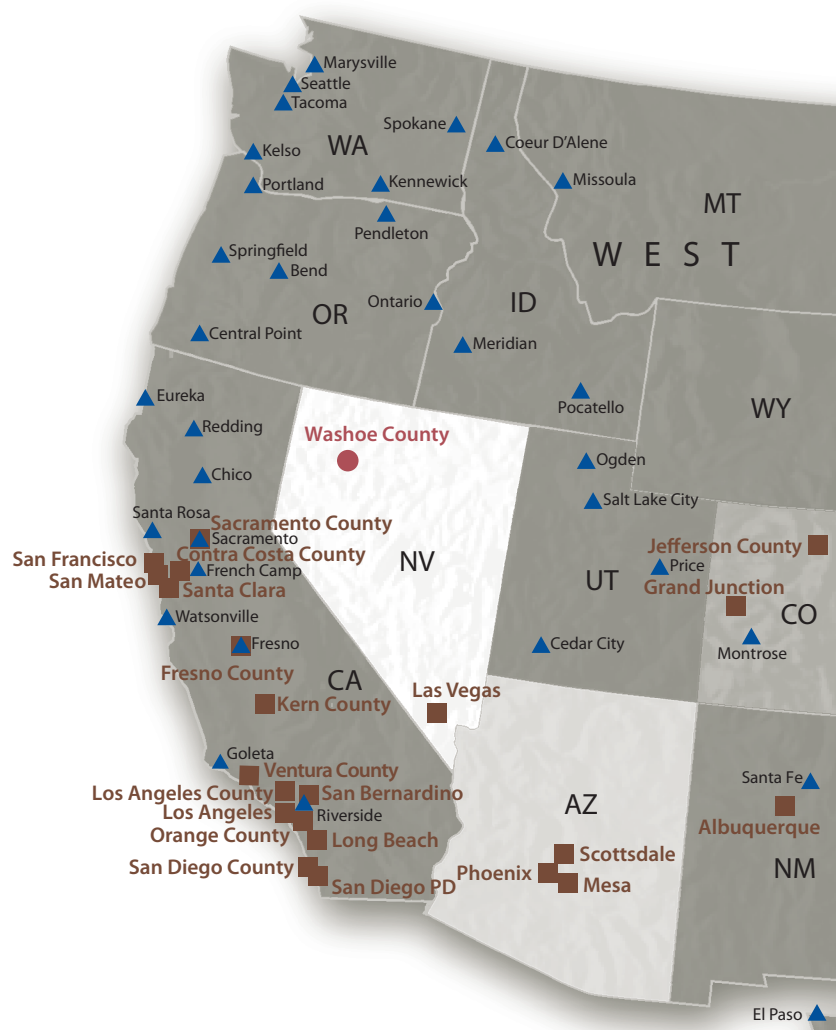 Marysville
Seattle
Tacoma
Spokane
Coeur D'Alene
WA
Kelso
Missoula
Portland
Kennewick
MT
Pendleton
Springfield
W E S T
Bend
Ontario
ID
OR
Central Point
Meridian
Eureka
Pocatello
WY
Redding
Washoe County
Ogden
Chico
Salt Lake City
Santa Rosa
Sacramento County
Sacramento
Jefferson County
San Francisco
Contra Costa County
NV
Price
San Mateo
French Camp
UT
Santa Clara
Grand Junction
Watsonville
CO
Fresno
Cedar City
Montrose
Fresno County
CA
Las Vegas
Kern County
Goleta
Ventura County
Santa Fe
Los Angeles County
San Bernardino
AZ
Los Angeles
Riverside
Albuquerque
Orange County
Long Beach
Scottsdale
San Diego County
Phoenix
NM
San Diego PD
Mesa
El Paso